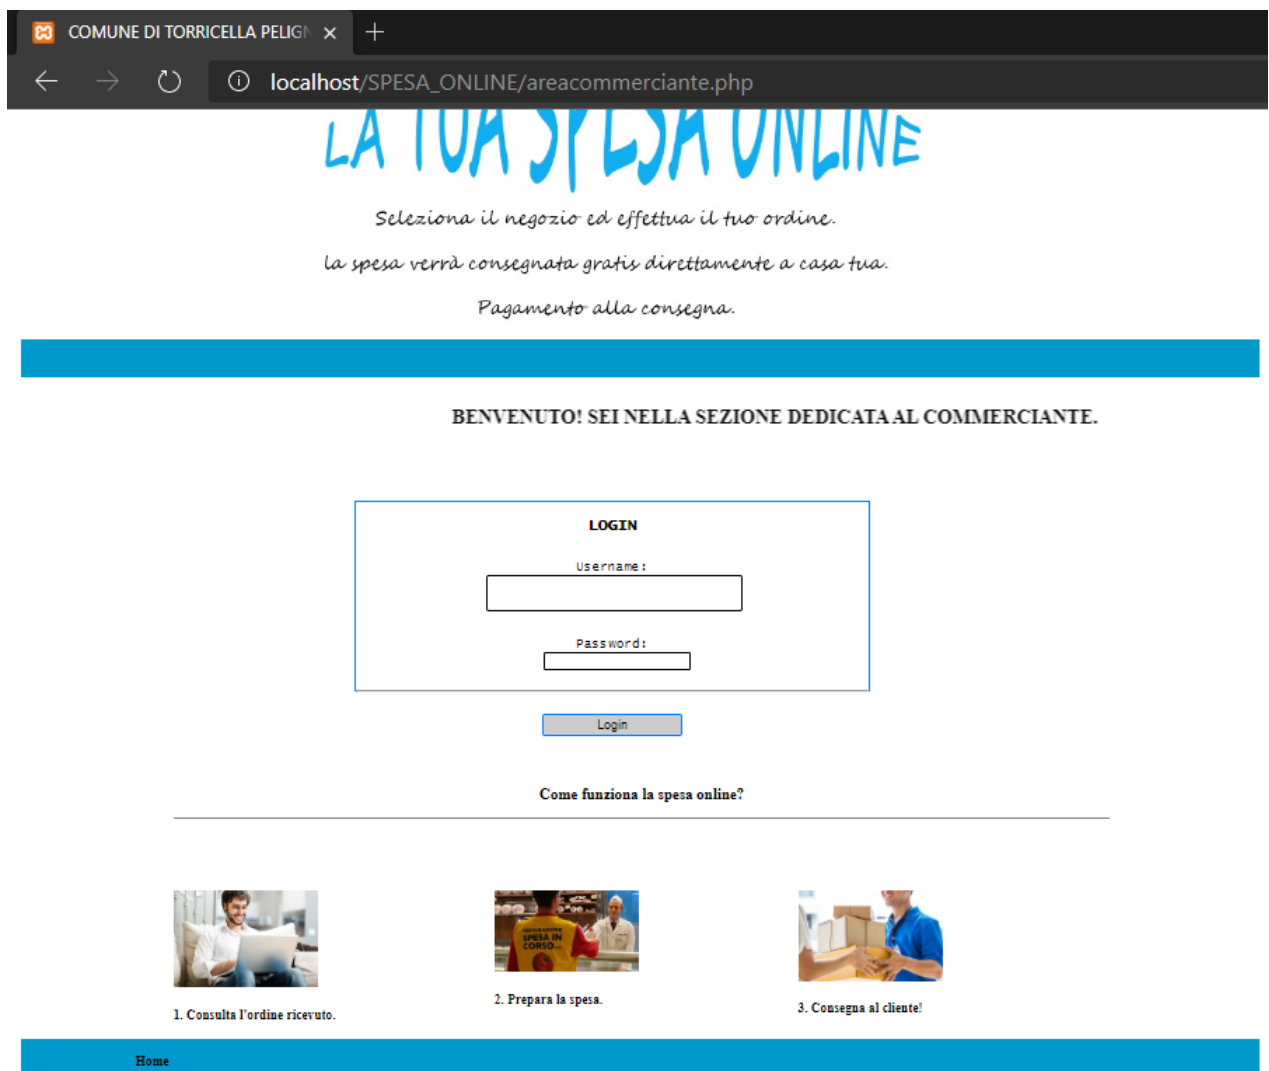 COMUNE DI TORRICELLA PELIGN
localhost/SPESA_ONLINE/areacommerciante.php
LA TUA SPESA ONLINE
Seleziona il negozio ed effettua il tuo ordine.
la spesa verrà consegnata gratis direttamente a casa tua.
Pagamento alla consegna.
BENVENUTO! SEI NELLA SEZIONE DEDICATA AL COMMERCIANTE.
LOGIN
Username:
Password:
Login
Come funziona la spesa online?
SPESA IN
CORSO...
1. Consulta l'ordine ricevuto.
2. Prepara la spesa.
3. Consegna al cliente!
Home